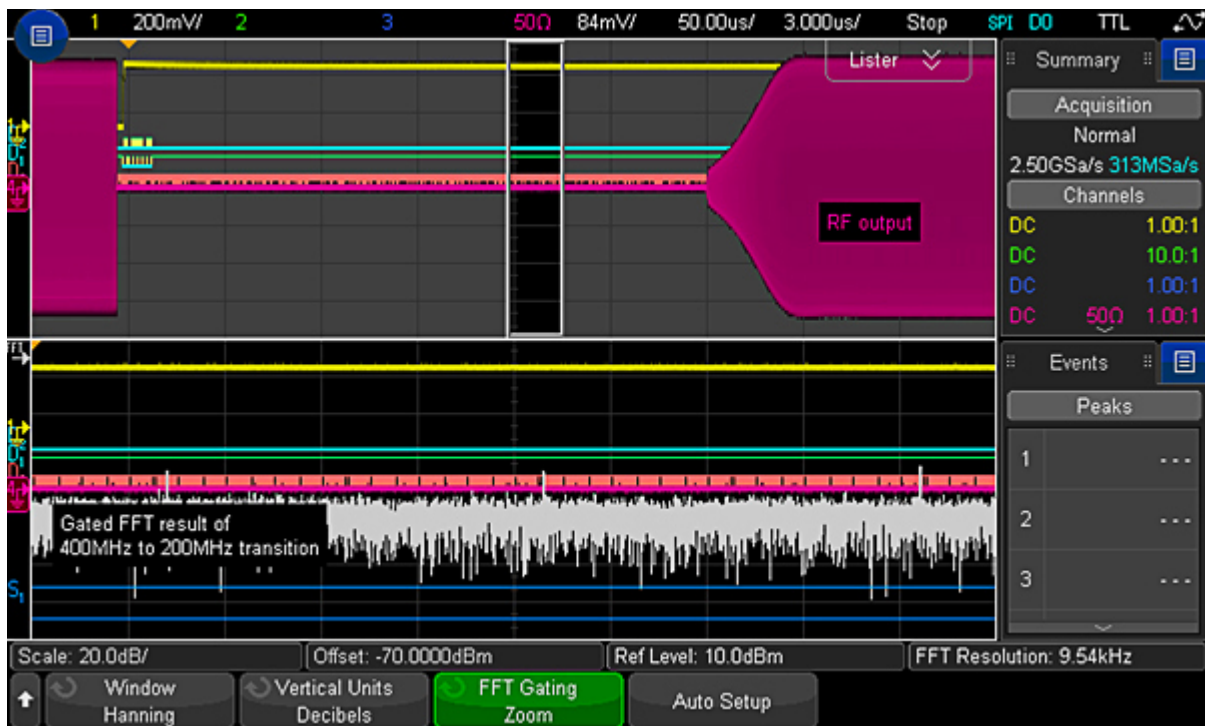 1 200mV/ 2 3 50Ω 84mV/ 50.00us/ 3.000us/ Stop SPI D0 TTL
Lister
RF output
Summary
Acquisition
Normal
2.50GSa/s 313MSa/s
Channels
DC 1.00:1
DC 10.0:1
DC 1.00:1
DC 50Ω 1.00:1
Gated FFT result of
400MHz to 200MHz transition
S1
Events
Peaks
1 ---
2 ---
3 ---
Scale: 20.0dB/ Offset: -70.0000dBm Ref Level: 10.0dBm FFT Resolution: 9.54kHz
Window
Hanning
Vertical Units
Decibels
FFT Gating
Zoom
Auto Setup